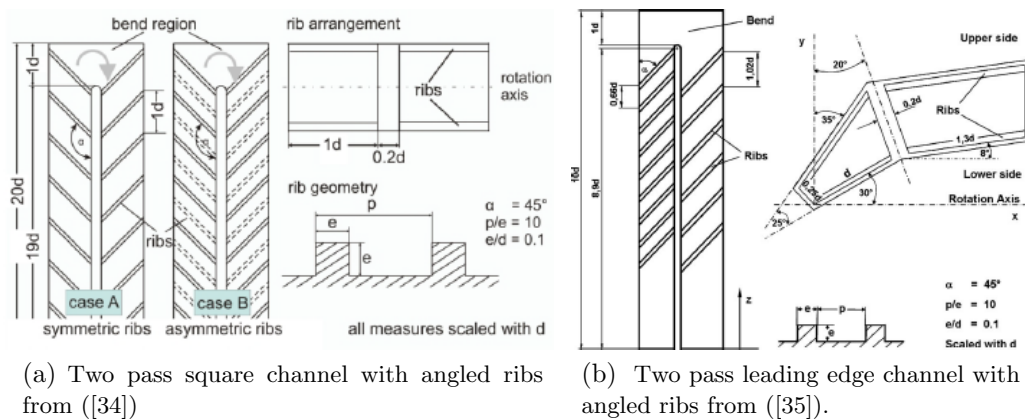 bend region
rib arrangement
1d
20d
19d
1d
α
α
ribs
ribs
rotation
axis
1d
0.2d
rib geometry
p
e
e
α = 45°
p/e = 10
e/d = 0.1
case A
case B
symmetric ribs
asymmetric ribs
all measures scaled with d
Bend
1d
α
0,66d
1,02d
10d
8,9d
Ribs
z
y
Upper side
20°
35°
0,2d
Ribs
1,3d
8°
d
Lower side
0,25d
30°
Rotation Axis
x
25°
e
p
e
α = 45°
p/e = 10
e/d = 0.1
Scaled with d
(a) Two pass square channel with angled ribs
from ([34])
(b) Two pass leading edge channel with
angled ribs from ([35]).